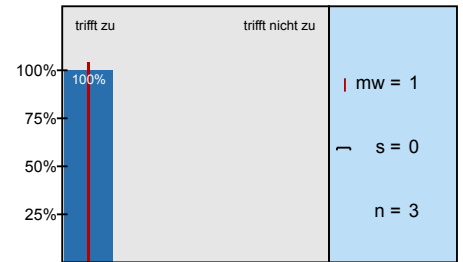 trifft zu trifft nicht zu
100%
100%
75%
50%
25%
mw = 1
s = 0
n = 3